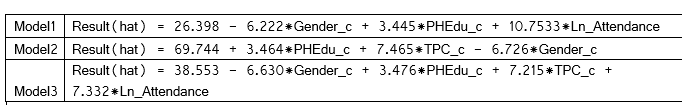 Model1 Result(hat) = 26.398 - 6.222*Gender_c + 3.445*PHEdu_c + 10.7533*Ln_Attendance
Model2 Result(hat) = 69.744 + 3.464*PHEdu_c + 7.465*TPC_c - 6.726*Gender_c
Result(hat) = 38.553 - 6.630*Gender_c + 3.476*PHEdu_c + 7.215*TPC_c +
Model3 7.332*Ln_Attendance